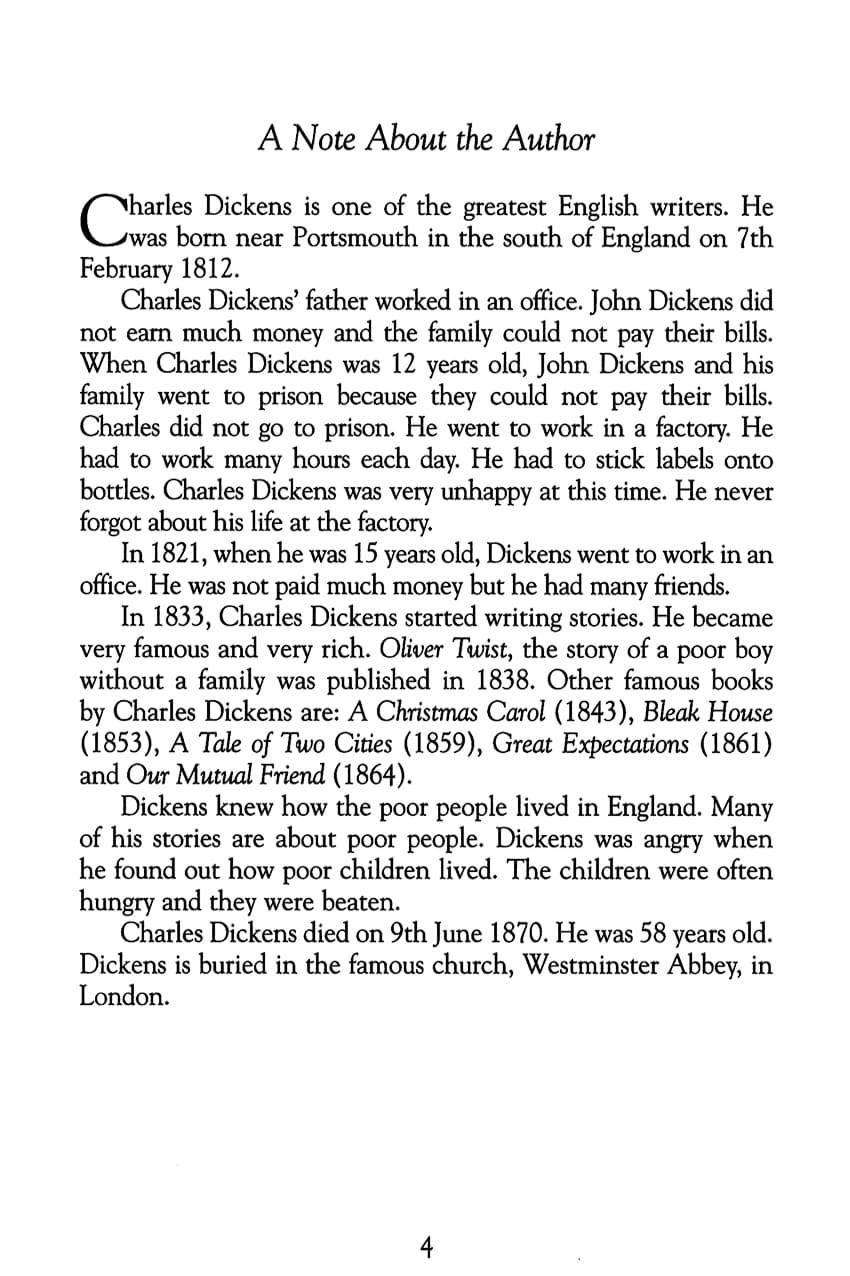 A Note About the Author
Charles Dickens is one of the greatest English writers. He
was born near Portsmouth in the south of England on 7th
February 1812.
Charles Dickens’ father worked in an office. John Dickens did
not earn much money and the family could not pay their bills.
When Charles Dickens was 12 years old, John Dickens and his
family went to prison because they could not pay their bills.
Charles did not go to prison. He went to work in a factory. He
had to work many hours each day. He had to stick labels onto
bottles. Charles Dickens was very unhappy at this time. He never
forgot about his life at the factory.
In 1821, when he was 15 years old, Dickens went to work in an
office. He was not paid much money but he had many friends.
In 1833, Charles Dickens started writing stories. He became
very famous and very rich. Oliver Twist, the story of a poor boy
without a family was published in 1838. Other famous books
by Charles Dickens are: A Christmas Carol (1843), Bleak House
(1853), A Tale of Two Cities (1859), Great Expectations (1861)
and Our Mutual Friend (1864).
Dickens knew how the poor people lived in England. Many
of his stories are about poor people. Dickens was angry when
he found out how poor children lived. The children were often
hungry and they were beaten.
Charles Dickens died on 9th June 1870. He was 58 years old.
Dickens is buried in the famous church, Westminster Abbey, in
London.
4